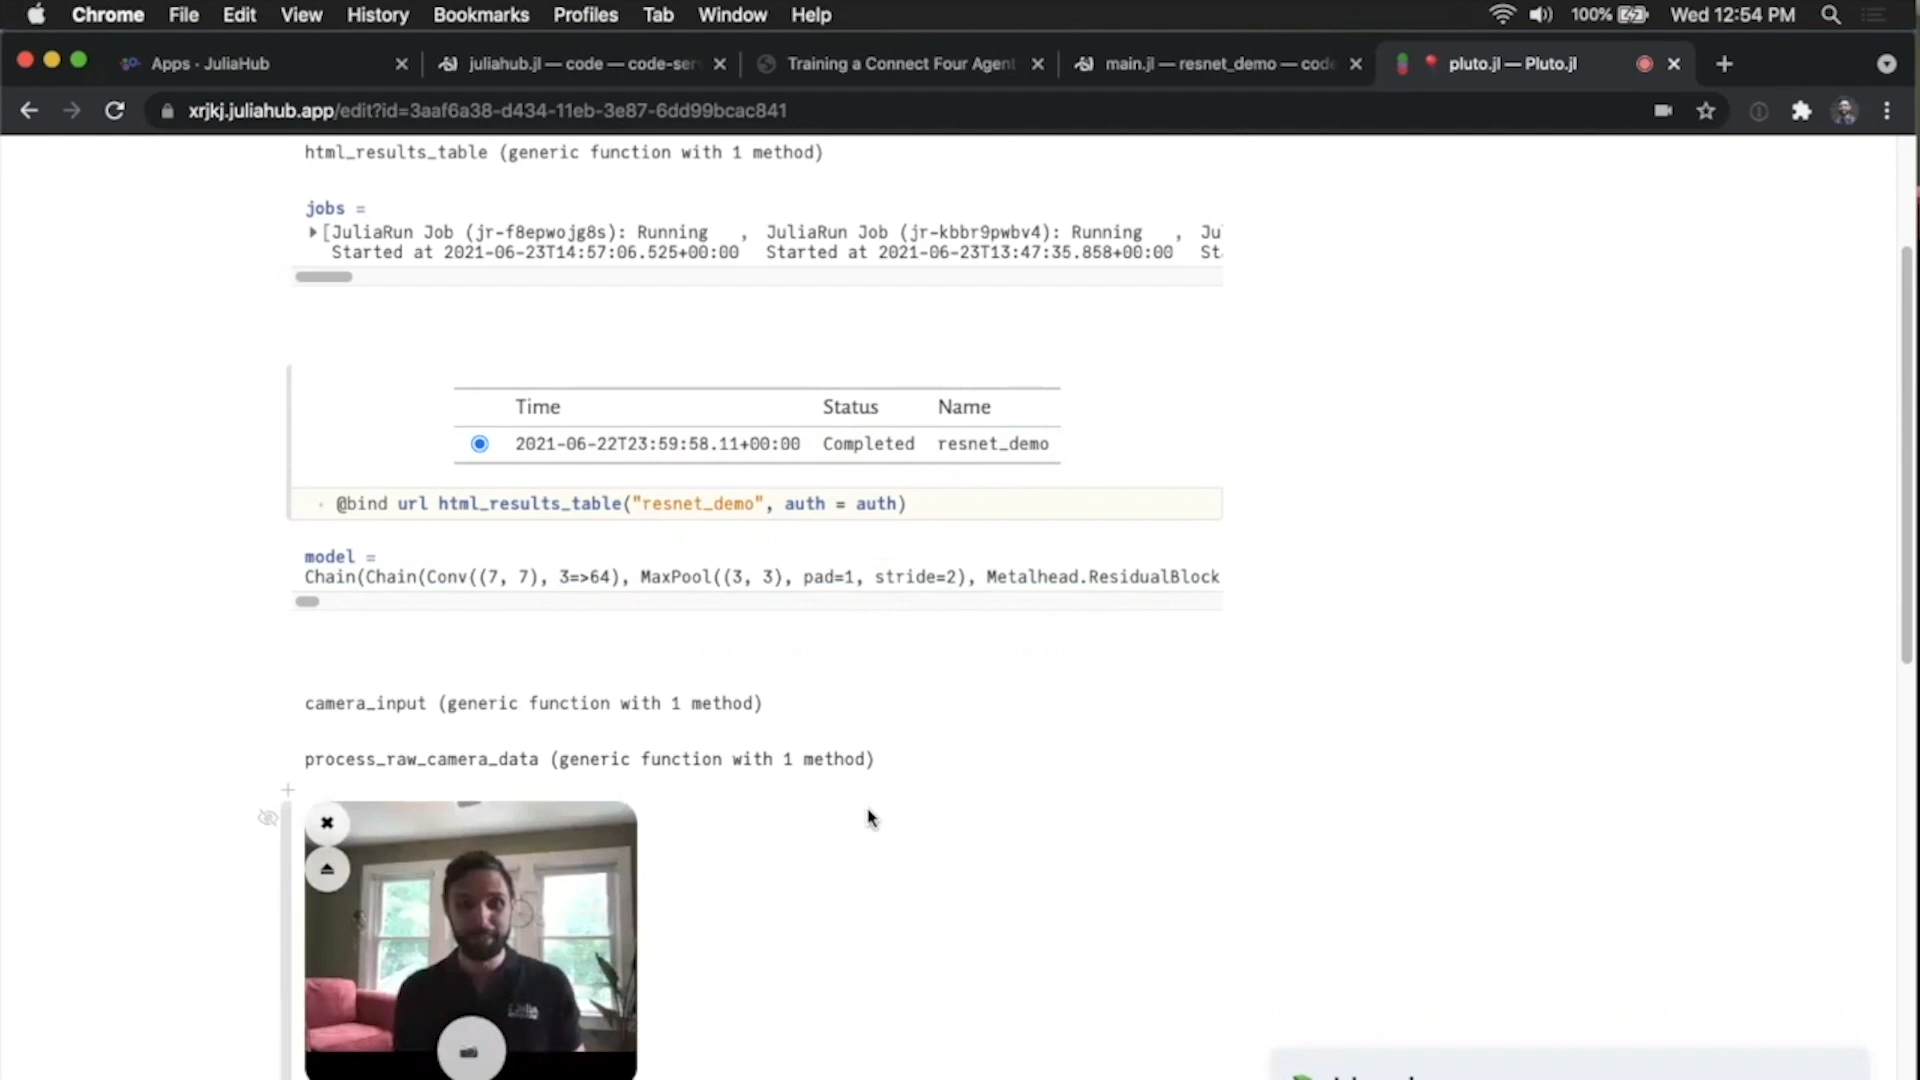 Chrome File Edit View History Bookmarks Profiles Tab Window Help 100% Wed 12:54 PM
Apps · JuliaHub juliahub.jl — code — code-ser Training a Connect Four Agent main.jl — resnet_demo — code pluto.jl — Pluto.jl
xrjkj.juliahub.app/edit?id=3aaf6a38-d434-11eb-3e87-6dd99bcac841
html_results_table (generic function with 1 method)
jobs =
[JuliaRun Job (jr-f8epwojg8s): Running , JuliaRun Job (jr-kbbr9pwbv4): Running , Ju
Started at 2021-06-23T14:57:06.525+00:00 Started at 2021-06-23T13:47:35.858+00:00 St
Time Status Name
2021-06-22T23:59:58.11+00:00 Completed resnet_demo
@bind url html_results_table("resnet_demo", auth = auth)
model =
Chain(Chain(Conv((7, 7), 3=>64), MaxPool((3, 3), pad=1, stride=2), Metalhead.ResidualBlock
camera_input (generic function with 1 method)
process_raw_camera_data (generic function with 1 method)